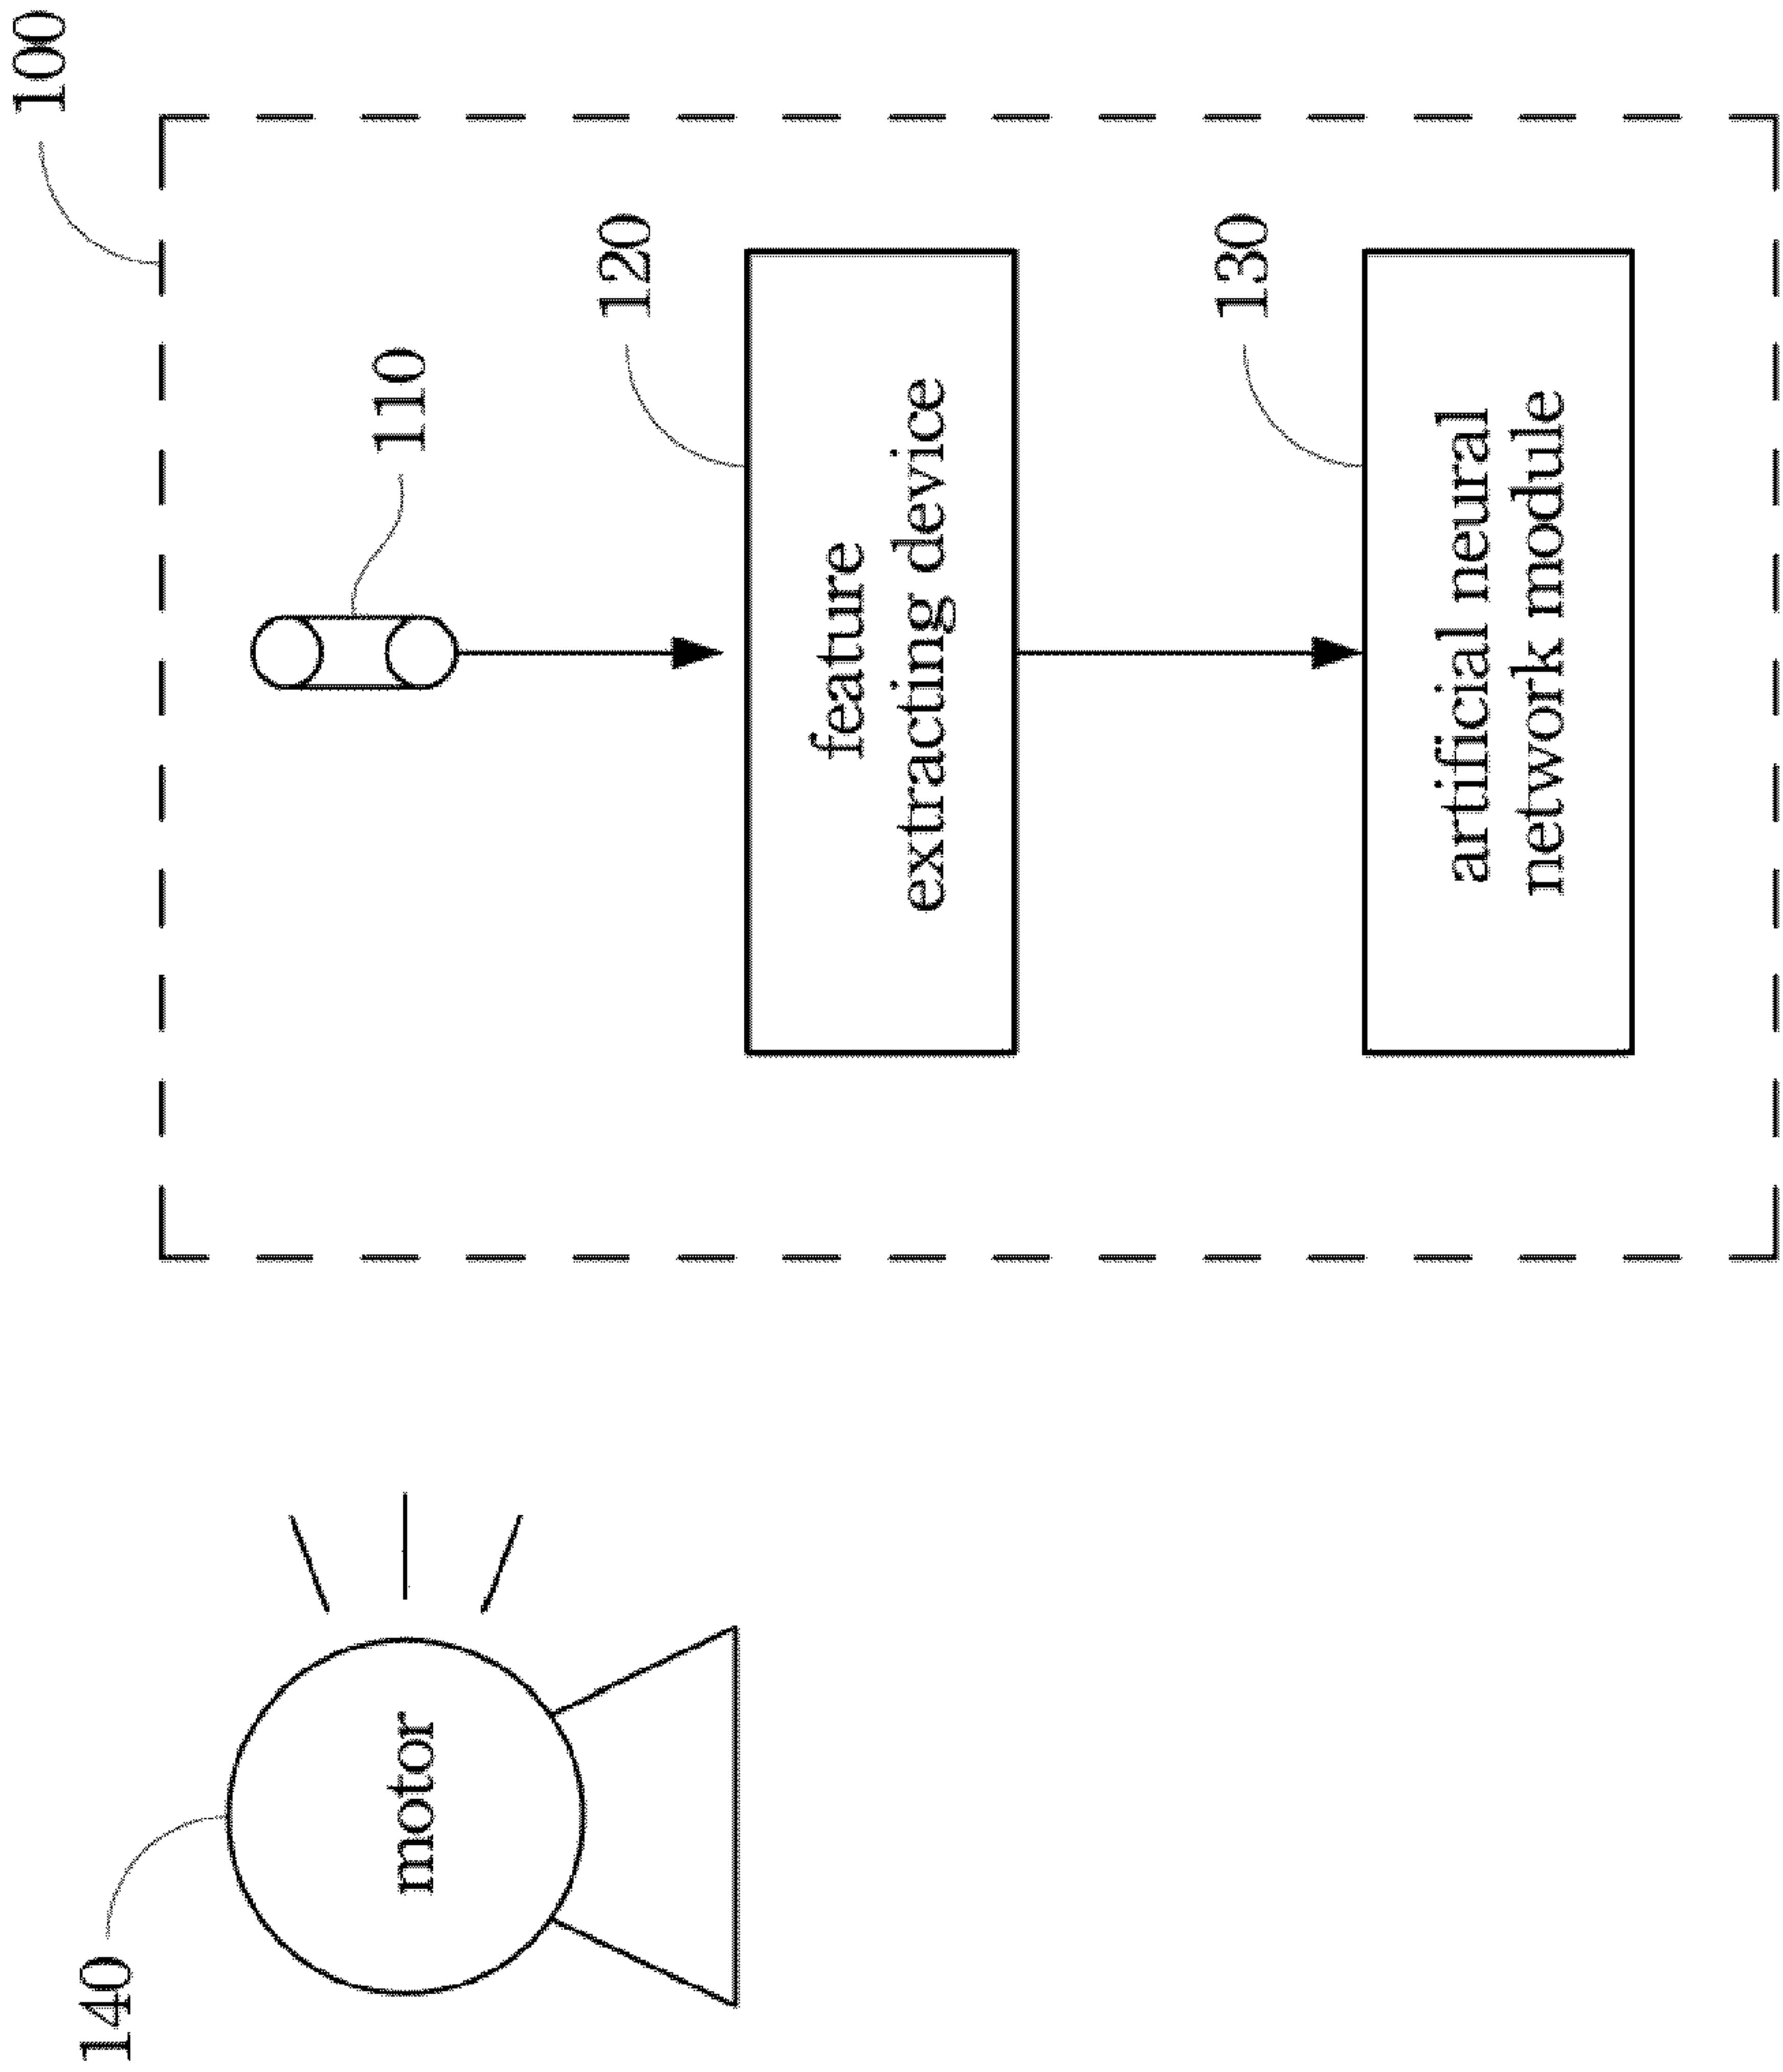 100
110
120
feature
extracting device
130
artificial neural
network module
140
motor